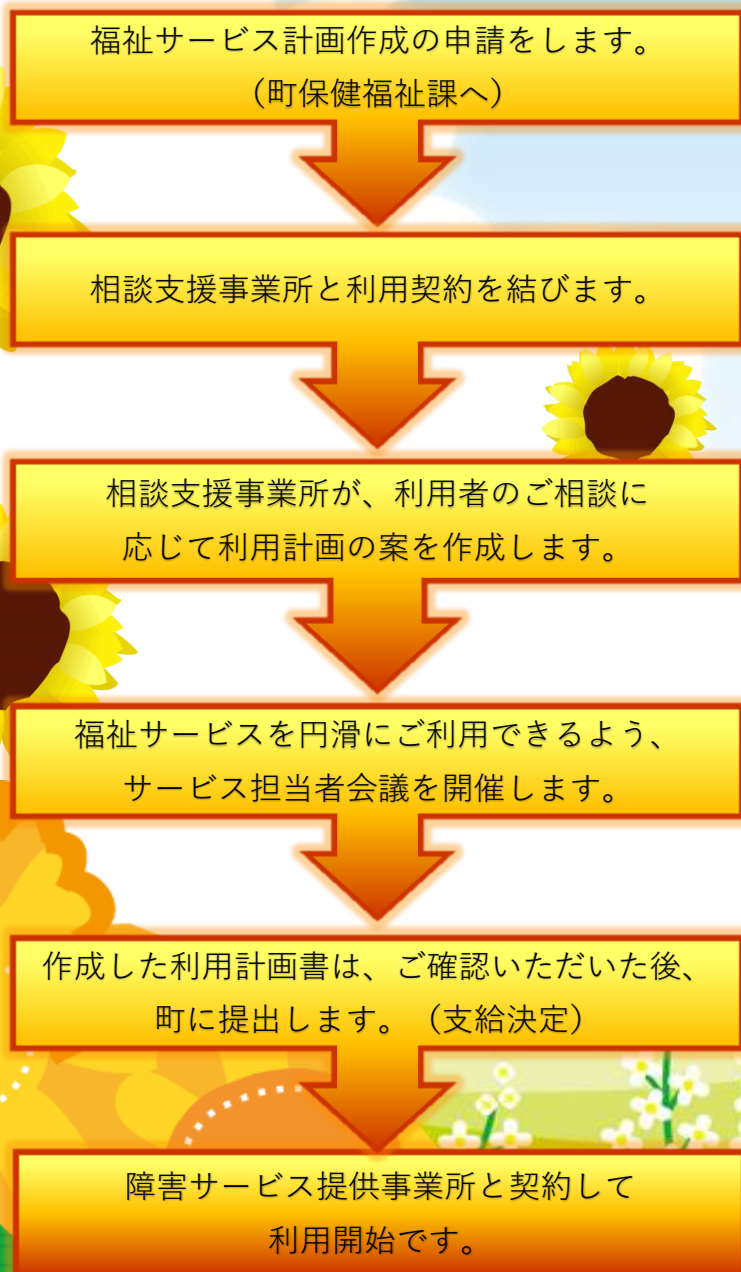 福祉サービス計画作成の申請をします。
（町保健福祉課へ）
相談支援事業所と利用契約を結びます。
相談支援事業所が、利用者のご相談に
応じて利用計画の案を作成します。
福祉サービスを円滑にご利用できるよう、
サービス担当者会議を開催します。
作成した利用計画書は、ご確認いただいた後、
町に提出します。（支給決定）
障害サービス提供事業所と契約して
利用開始です。